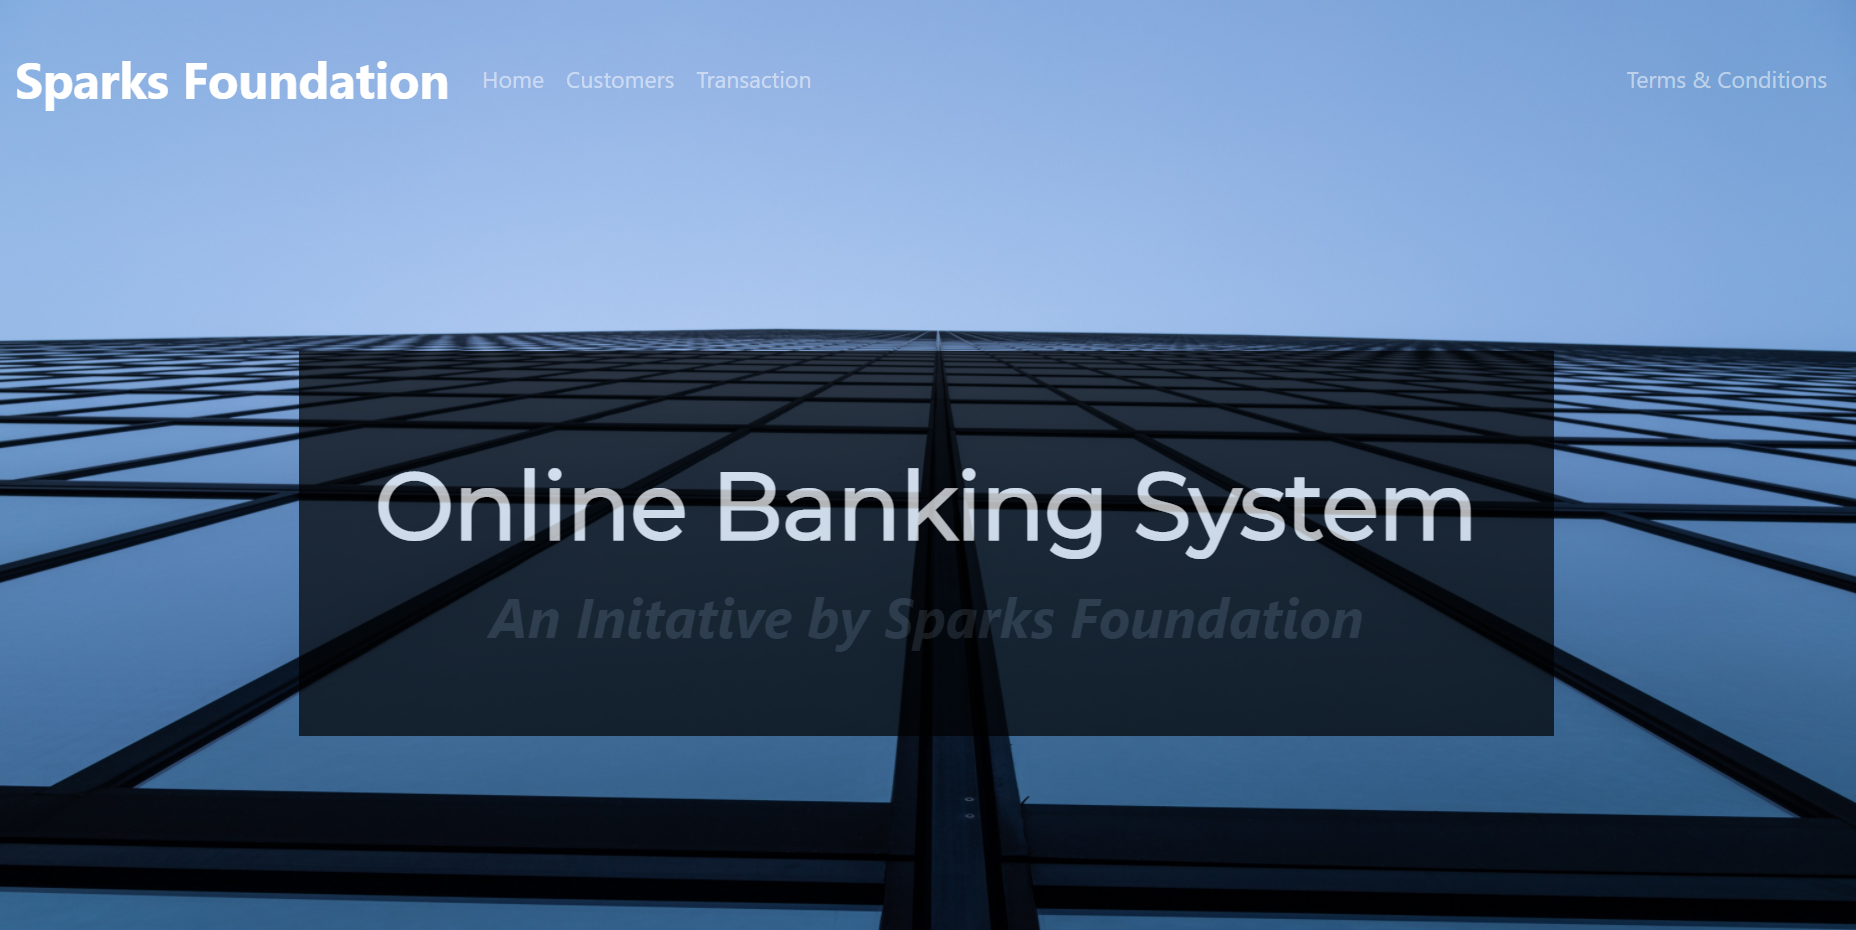 Sparks Foundation Home Customers Transaction Terms & Conditions
Online Banking System
An Initative by Sparks Foundation